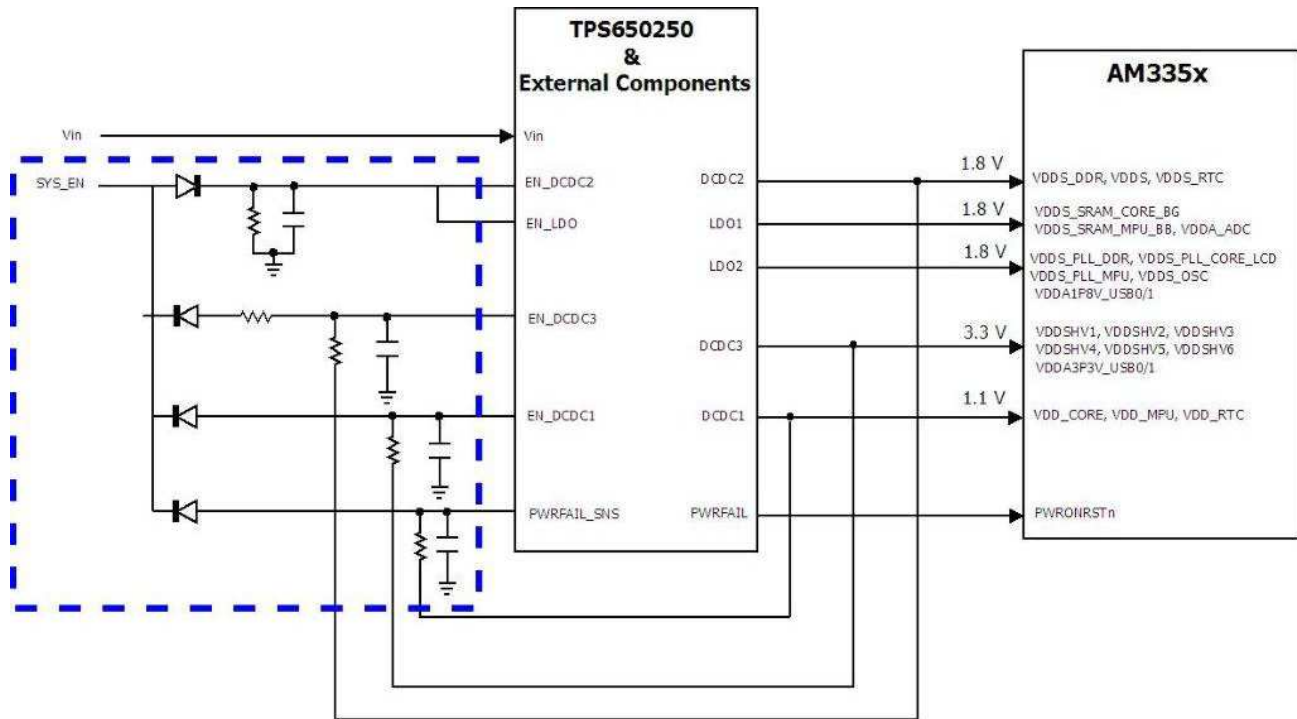 TPS650250
&
External Components
AM335x
Vin
Vin
SYS_EN
EN_DCDC2
EN_LDO
EN_DCDC3
EN_DCDC1
PWRFAIL_SNS
DCDC2
LDO1
LDO2
DCDC3
DCDC1
PWRFAIL
1.8 V
VDDS_DDR, VDDS, VDDS_RTC
1.8 V
VDDS_SRAM_CORE_BG
VDDS_SRAM_MPU_BB, VDDA_ADC
1.8 V
VDDS_PLL_DDR, VDDS_PLL_CORE_LCD
VDDS_PLL_MPU, VDDS_OSC
VDDA1P8V_USB0/1
3.3 V
VDDSHV1, VDDSHV2, VDDSHV3
VDDSHV4, VDDSHV5, VDDSHV6
VDDA3P3V_USB0/1
1.1 V
VDD_CORE, VDD_MPU, VDD_RTC
PWRONRSTn